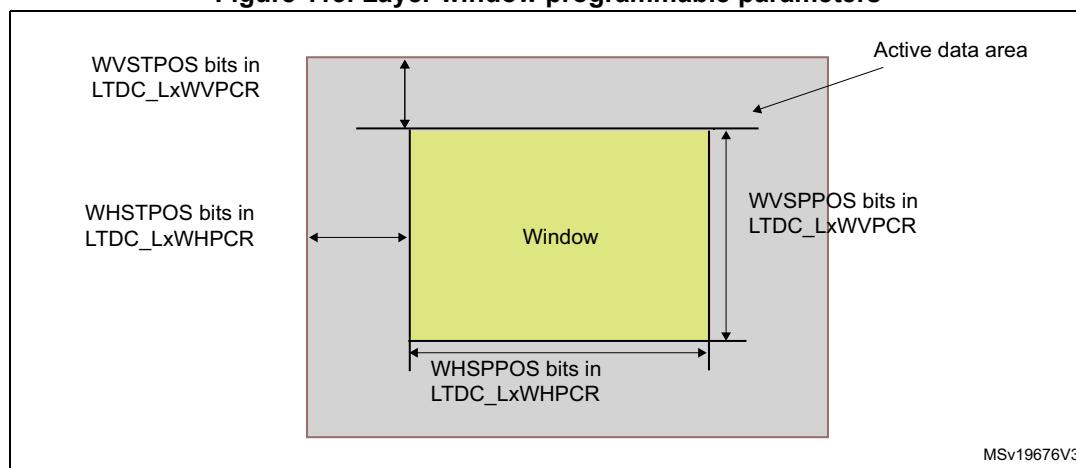 WVSTPOS bits in
LTDC_LxWVPCR
Active data area
WHSTPOS bits in
LTDC_LxWHPCR
Window
WVSPPOS bits in
LTDC_LxWVPCR
WHSPPOS bits in
LTDC_LxWHPCR
MSv19676V3